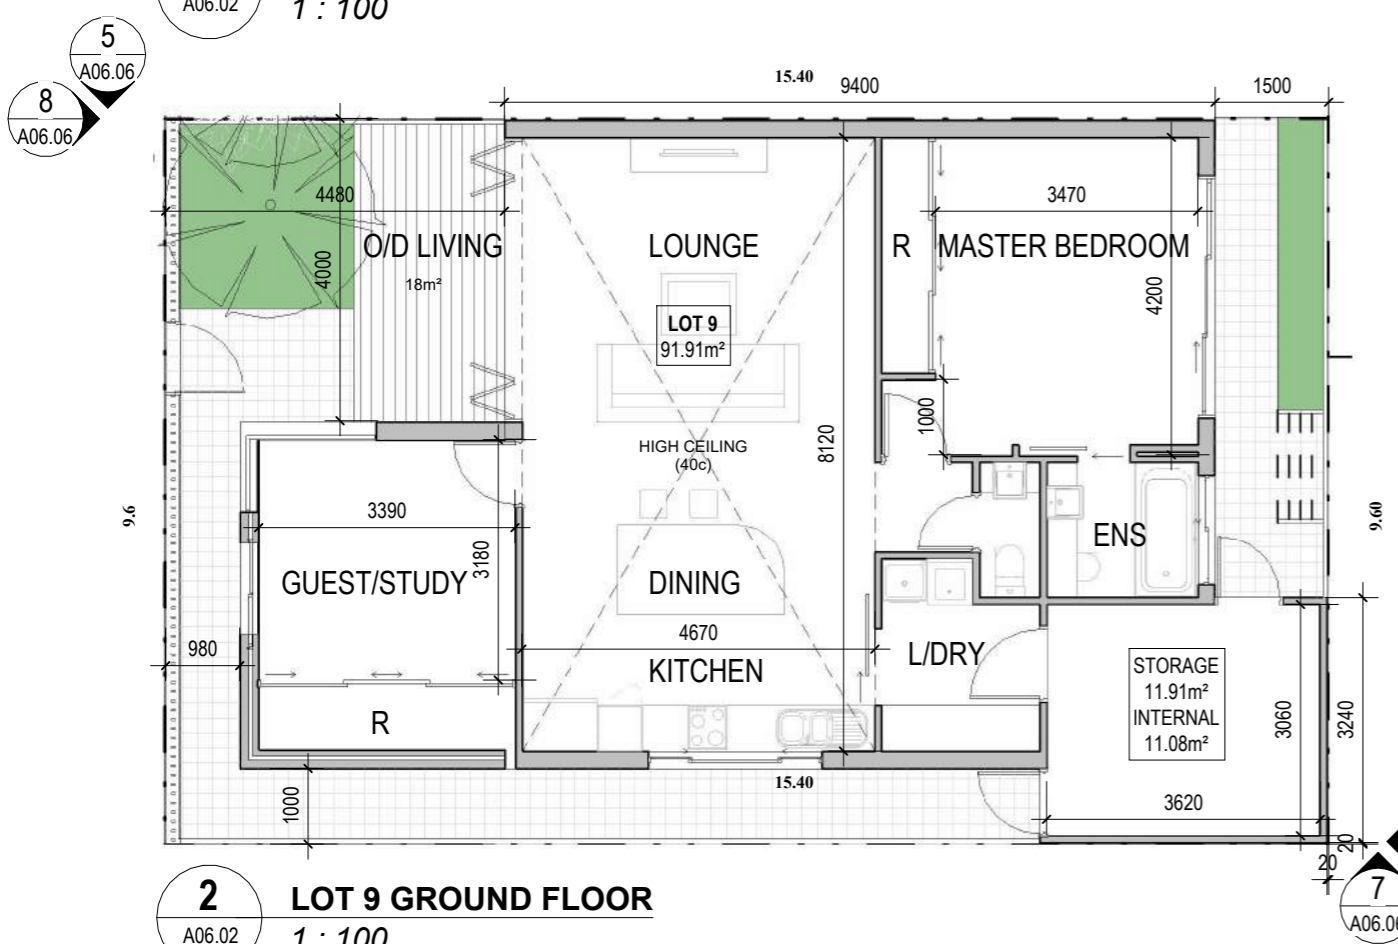 A06.02
1 : 100
5
A06.06
8
A06.06
15.40
9400
1500
4480
3470
O/D LIVING
18m²
4000
LOUNGE
R
MASTER BEDROOM
4200
LOT 9
91.91m²
1000
HIGH CEILING
(40c)
8120
9.6
3390
3180
GUEST/STUDY
DINING
ENS
9.60
980
4670
KITCHEN
L/DRY
STORAGE
11.91m²
INTERNAL
11.08m²
3060
3240
R
15.40
1000
3620
20
20
7
A06.06
2
A06.02
LOT 9 GROUND FLOOR
1 : 100